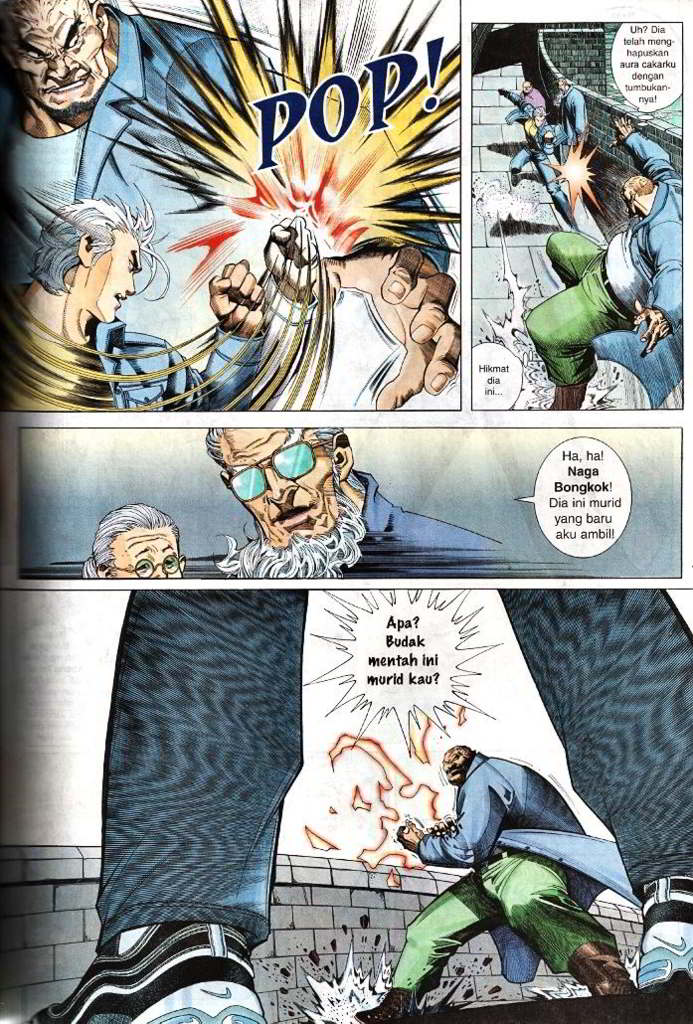 POP!
Uh? Dia
telah meng-
hapuskan
aura cakarku
dengan
tumbukan-
nya!
Hikmat
dia
ini...
Ha, ha!
Naga
Bongkok!
Dia ini murid
yang baru
aku ambil!
Apa?
Budak
mentah ini
murid kau?